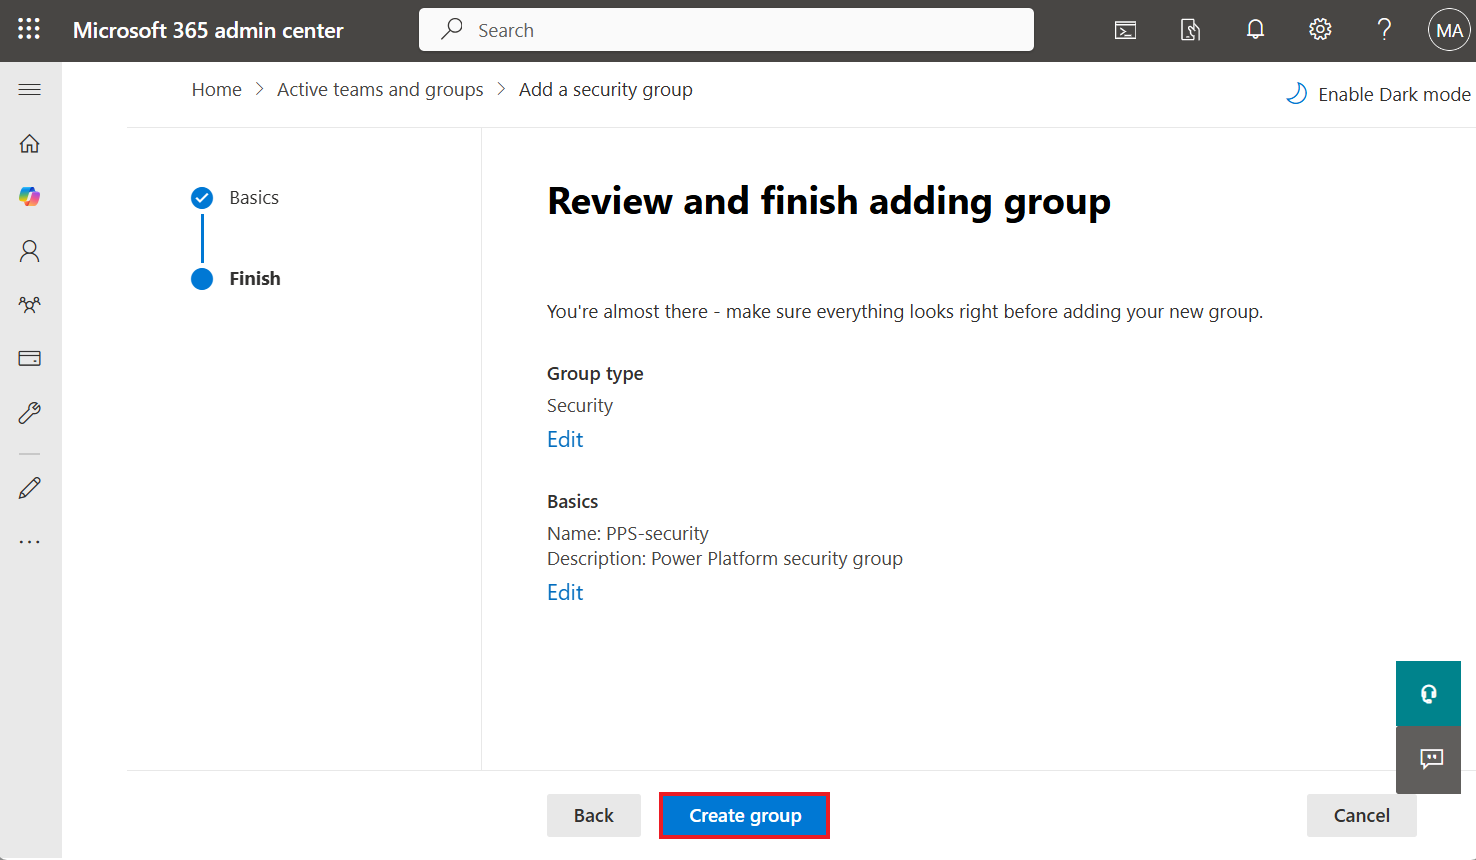 Microsoft 365 admin center
Search
MA
Home > Active teams and groups > Add a security group
Enable Dark mode
Basics
Finish
Review and finish adding group
You're almost there - make sure everything looks right before adding your new group.
Group type
Security
Edit
Basics
Name: PPS-security
Description: Power Platform security group
Edit
Back
Create group
Cancel